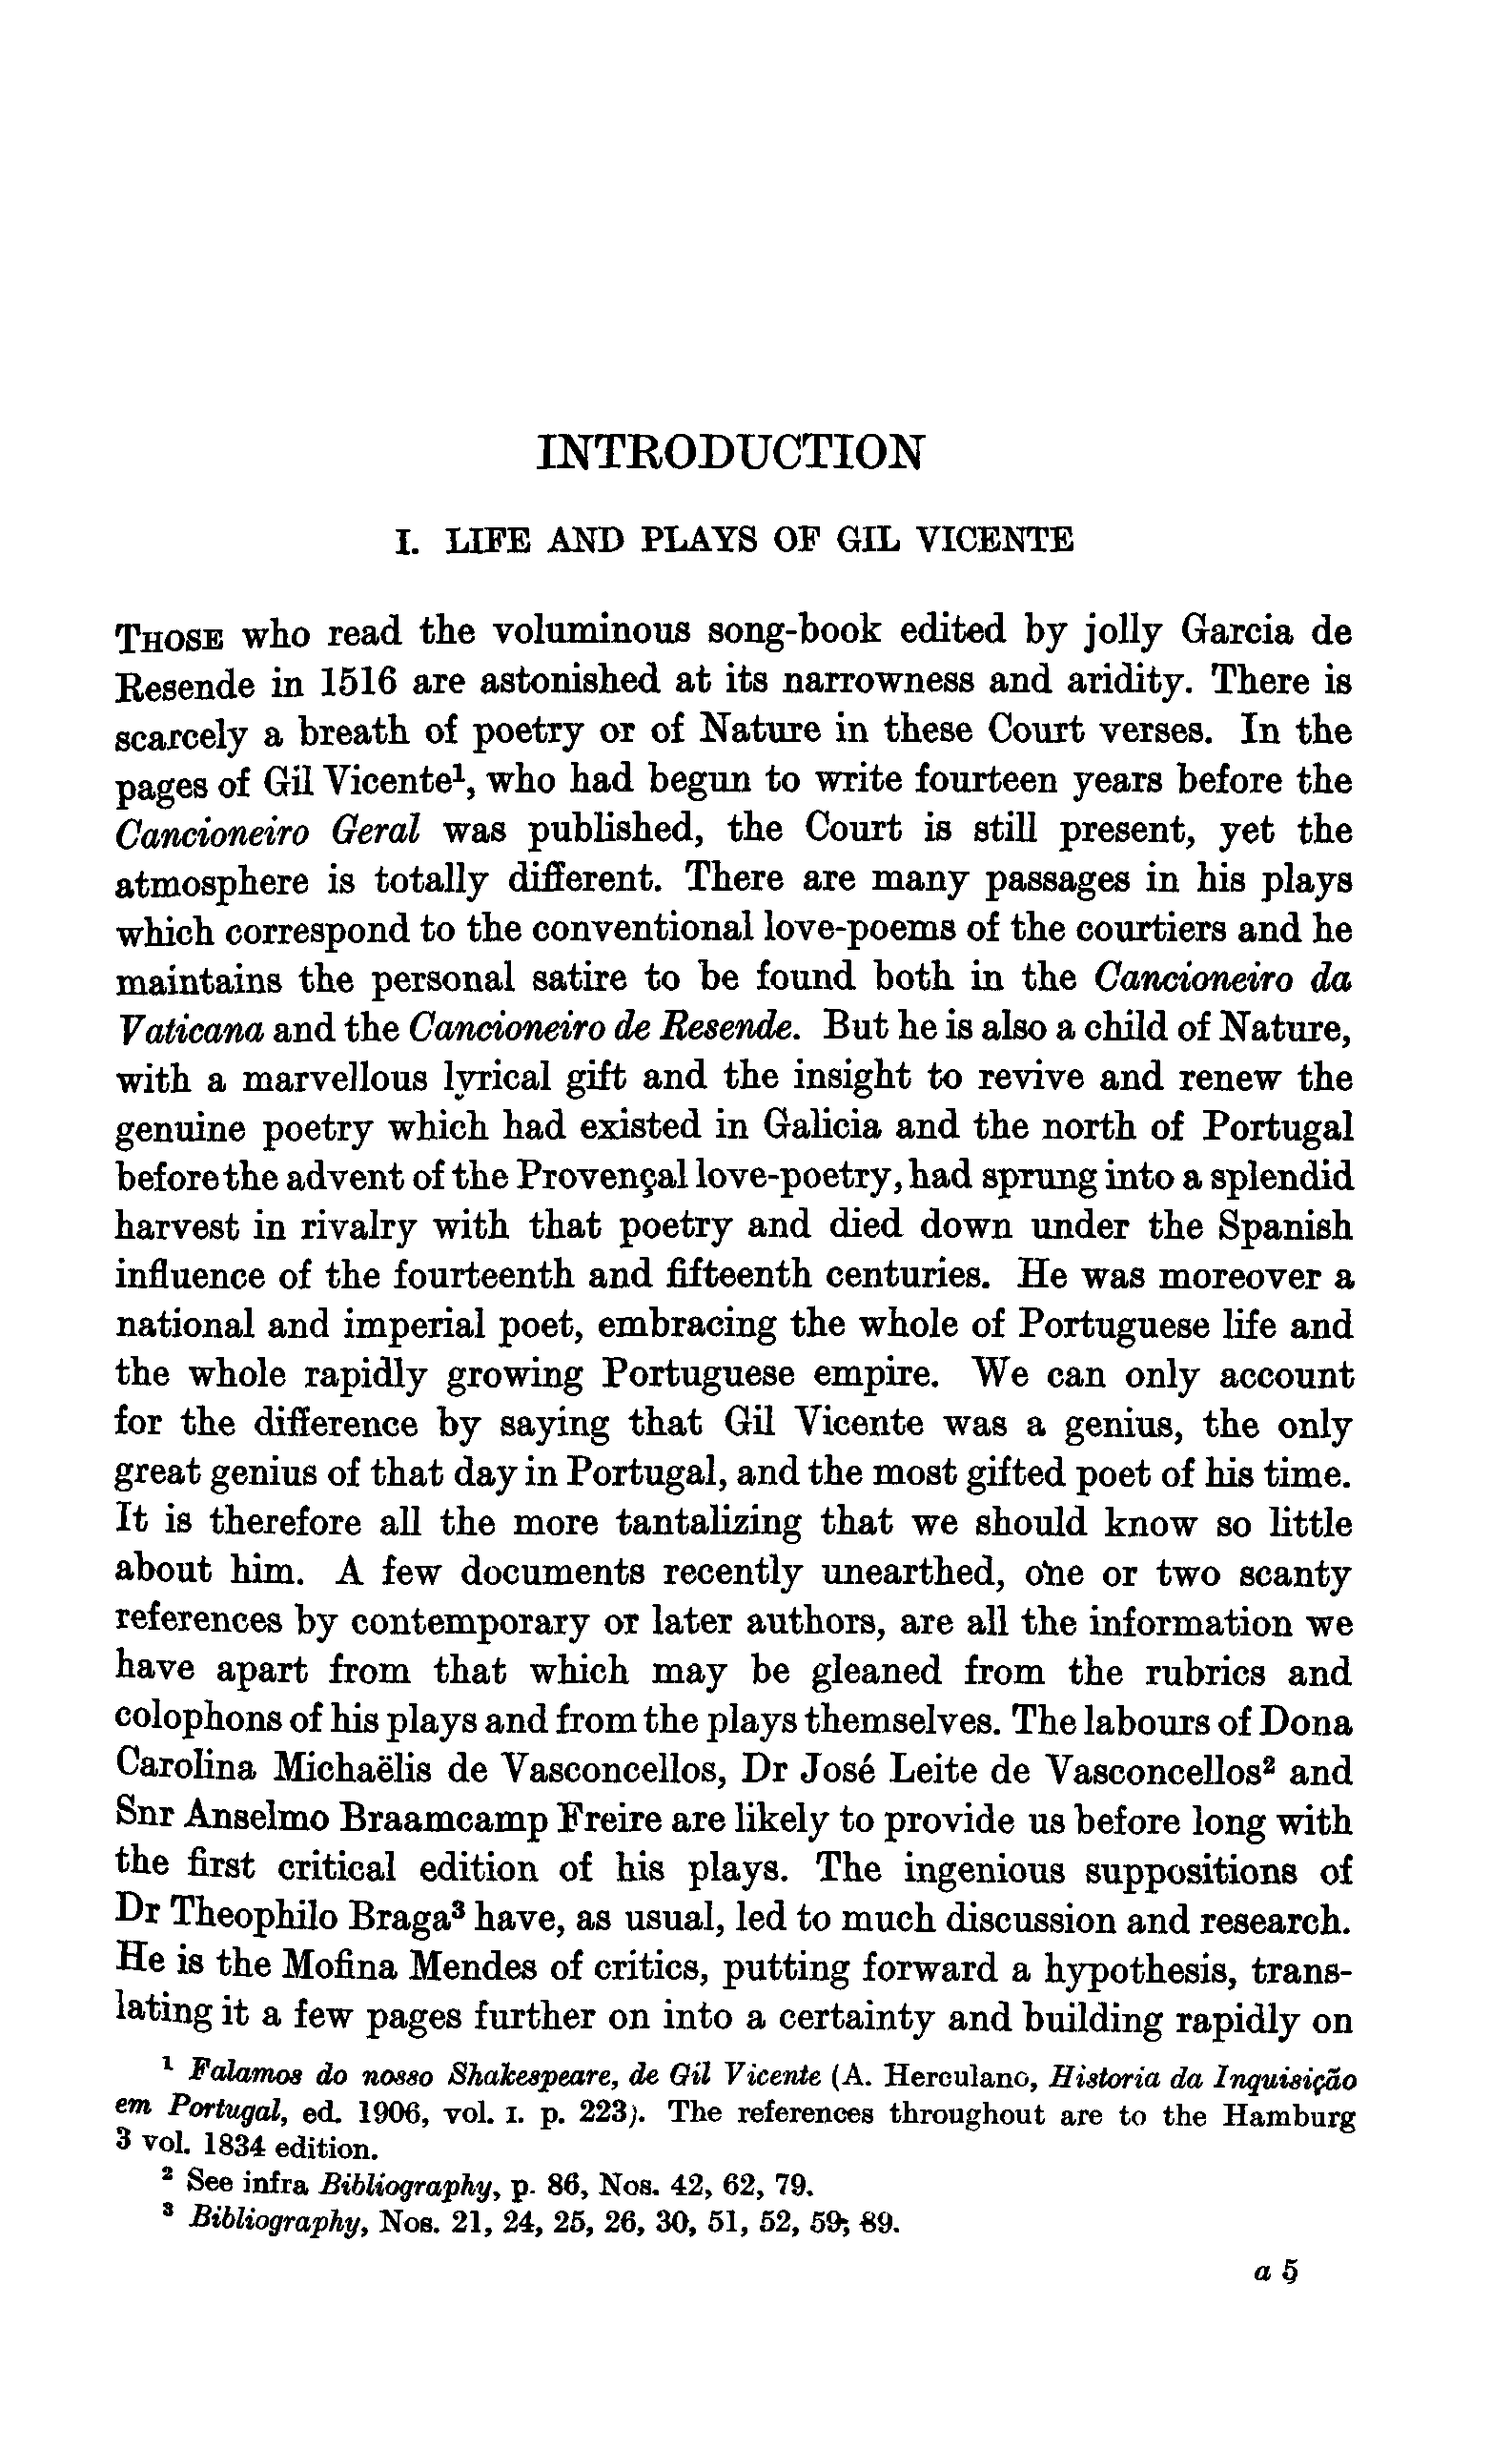 INTRODUCTION
I. LIFE AND PLAYS OF GIL VICENTE
THOSE who read the voluminous song-book edited by jolly Garcia de
Resende in 1516 are astonished at its narrowness and aridity. There is
scarcely a breath of poetry or of Nature in these Court verses. In the
pages of Gil Vicente¹, who had begun to write fourteen years before the
Cancioneiro Geral was published, the Court is still present, yet the
atmosphere is totally different. There are many passages in his plays
which correspond to the conventional love-poems of the courtiers and he
maintains the personal satire to be found both in the Cancioneiro da
Vaticana and the Cancioneiro de Resende. But he is also a child of Nature,
with a marvellous lyrical gift and the insight to revive and renew the
genuine poetry which had existed in Galicia and the north of Portugal
before the advent of the Provençal love-poetry, had sprung into a splendid
harvest in rivalry with that poetry and died down under the Spanish
influence of the fourteenth and fifteenth centuries. He was moreover a
national and imperial poet, embracing the whole of Portuguese life and
the whole rapidly growing Portuguese empire. We can only account
for the difference by saying that Gil Vicente was a genius, the only
great genius of that day in Portugal, and the most gifted poet of his time.
It is therefore all the more tantalizing that we should know so little
about him. A few documents recently unearthed, one or two scanty
references by contemporary or later authors, are all the information we
have apart from that which may be gleaned from the rubrics and
colophons of his plays and from the plays themselves. The labours of Dona
Carolina Michaëlis de Vasconcellos, Dr José Leite de Vasconcellos² and
Snr Anselmo Braamcamp Freire are likely to provide us before long with
the first critical edition of his plays. The ingenious suppositions of
Dr Theophilo Braga³ have, as usual, led to much discussion and research.
He is the Mofina Mendes of critics, putting forward a hypothesis, trans-
lating it a few pages further on into a certainty and building rapidly on
¹ Falamos do nosso Shakespeare, de Gil Vicente (A. Herculano, Historia da Inquisição
em Portugal, ed. 1906, vol. I. p. 223). The references throughout are to the Hamburg
3 vol. 1834 edition.
² See infra Bibliography, p. 86, Nos. 42, 62, 79.
³ Bibliography, Nos. 21, 24, 25, 26, 30, 51, 52, 59, 89.
a 5